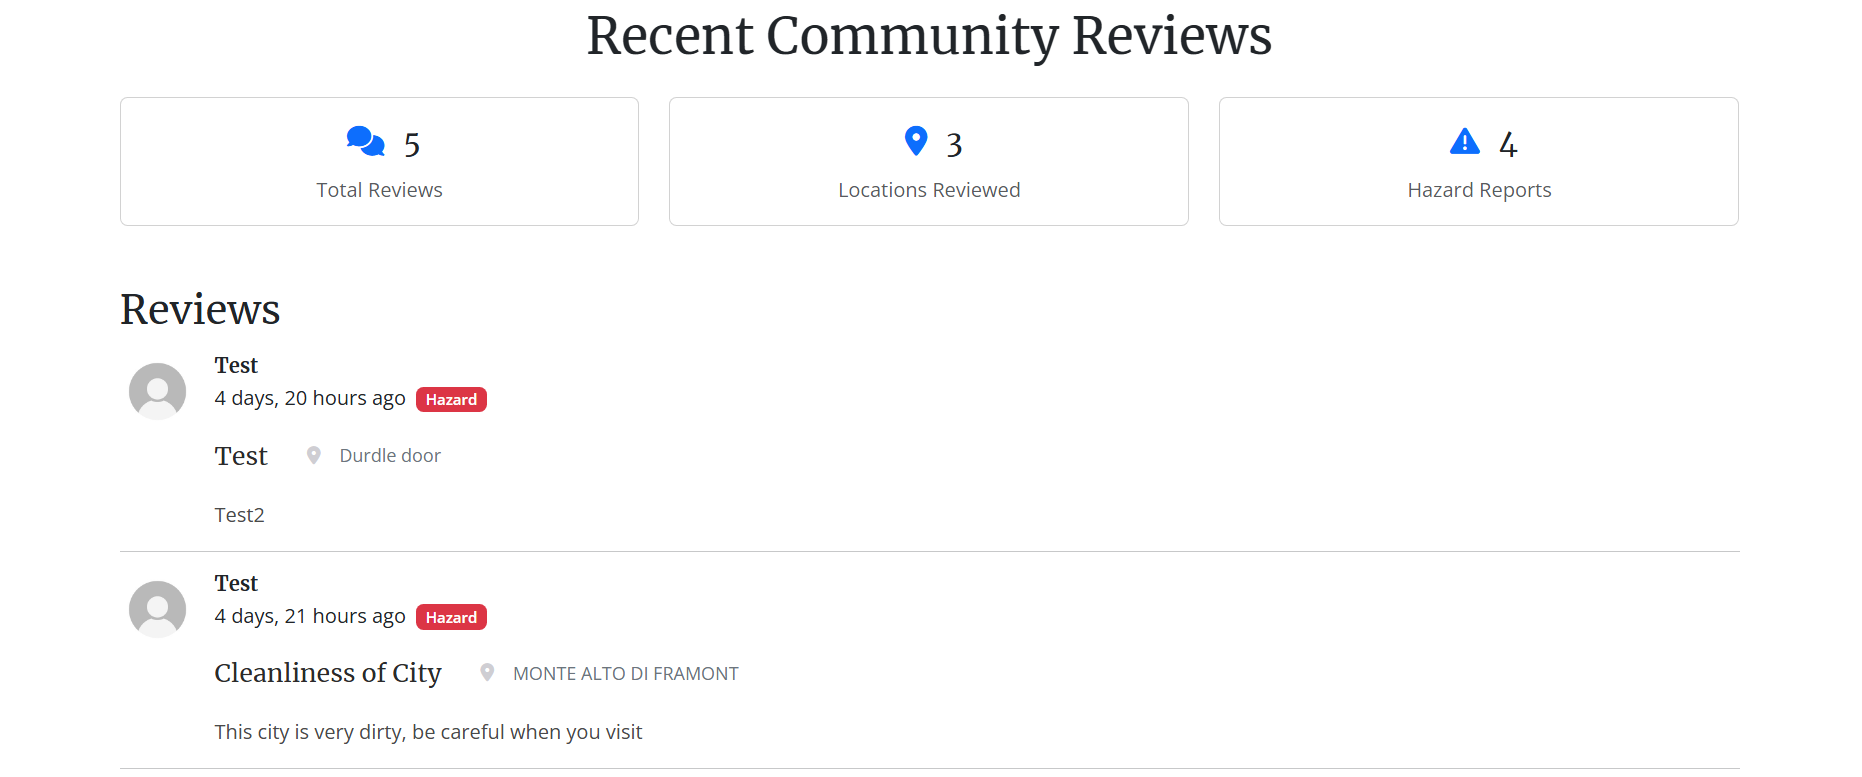 Recent Community Reviews
5
Total Reviews
3
Locations Reviewed
4
Hazard Reports
Reviews
Test
4 days, 20 hours ago Hazard
Test Durdle door
Test2
Test
4 days, 21 hours ago Hazard
Cleanliness of City MONTE ALTO DI FRAMONT
This city is very dirty, be careful when you visit